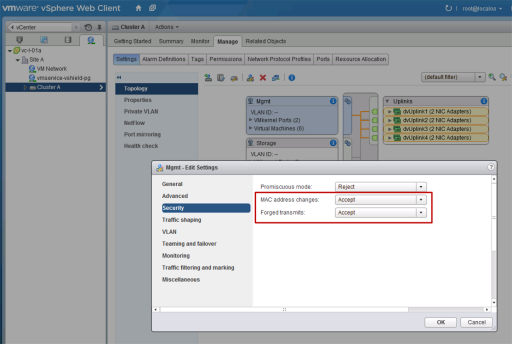 vmware® vSphere Web Client
root@localos
vCenter
Cluster A
Actions
Getting Started Summary Monitor Manage Related Objects
Settings Alarm Definitions Tags Permissions Network Protocol Profiles Ports Resource Allocation
vc-l-01a
Site A
VM Network
vmservice-vshield-pg
Cluster A
Topology
Properties
Private VLAN
NetFlow
Port mirroring
Health check
(default filter)
Mgmt
VLAN ID: --
VMkernel Ports (2)
Virtual Machines (6)
Storage
VLAN ID: --
Uplinks
dvUplink1 (2 NIC Adapters)
dvUplink2 (2 NIC Adapters)
dvUplink3 (2 NIC Adapters)
dvUplink4 (2 NIC Adapters)
Mgmt - Edit Settings
General
Advanced
Security
Traffic shaping
VLAN
Teaming and failover
Monitoring
Traffic filtering and marking
Miscellaneous
Promiscuous mode: Reject
MAC address changes: Accept
Forged transmits: Accept
OK Cancel